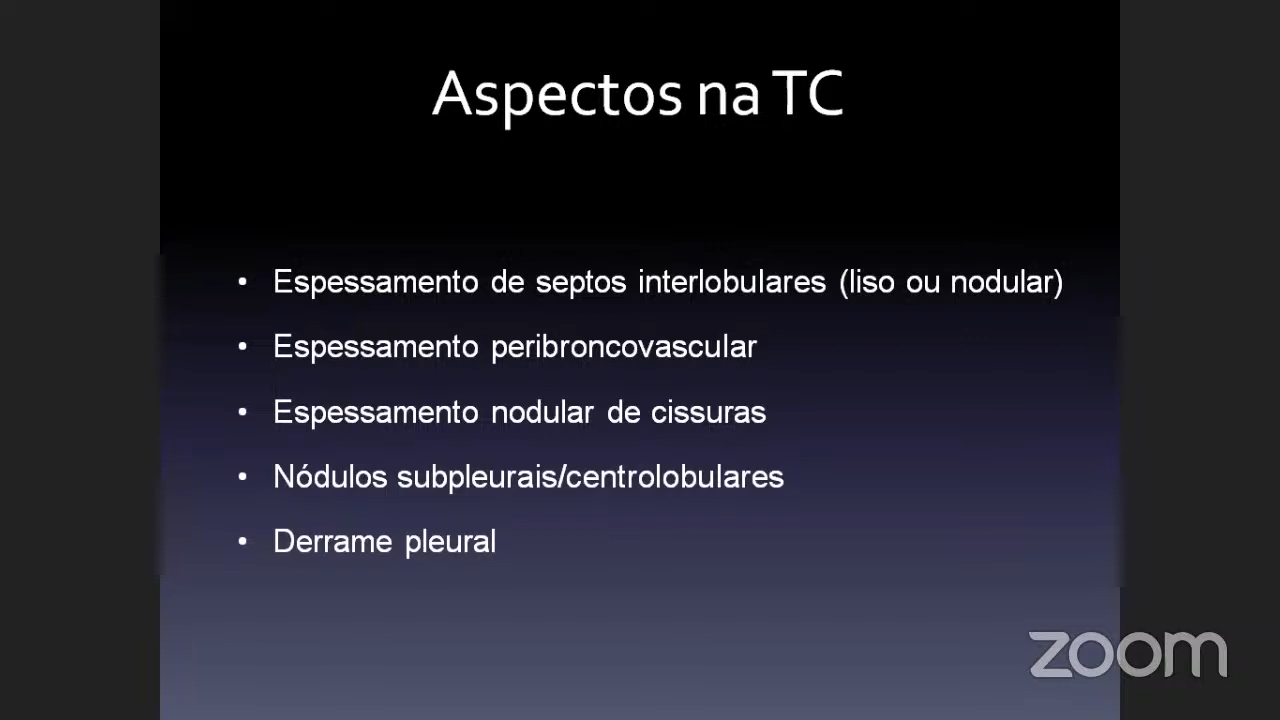 Aspectos na TC
• Espessamento de septos interlobulares (liso ou nodular)
• Espessamento peribroncovascular
• Espessamento nodular de cissuras
• Nódulos subpleurais/centrolobulares
• Derrame pleural
zoom